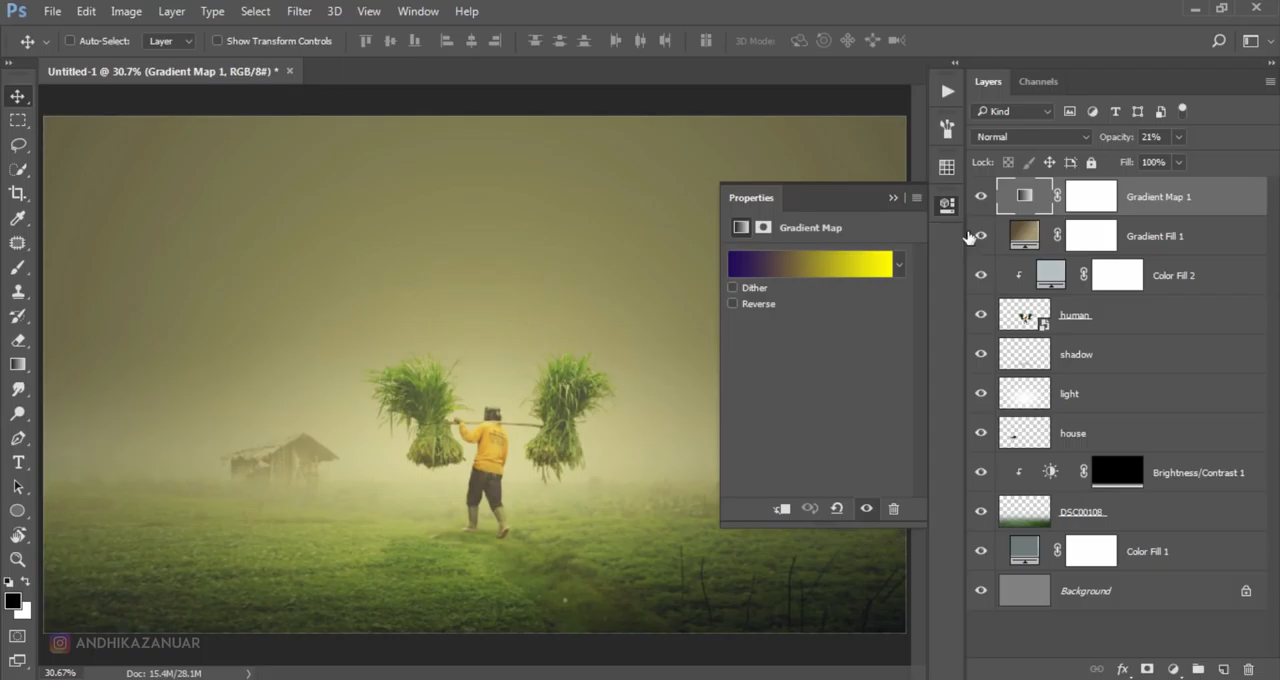 Ps File Edit Image Layer Type Select Filter 3D View Window Help
Auto-Select: Layer Show Transform Controls 3D Mode:
Untitled-1 @ 30.7% (Gradient Map 1, RGB/8#) * ×
Layers Channels
Kind
Normal Opacity: 21%
Lock: Fill: 100%
Properties
Gradient Map
Dither
Reverse
Gradient Map 1
Gradient Fill 1
Color Fill 2
human
shadow
light
house
Brightness/Contrast 1
DSC00108
Color Fill 1
Background
ANDHIKAZANUAR
30.67% Doc: 15.4M/28.1M